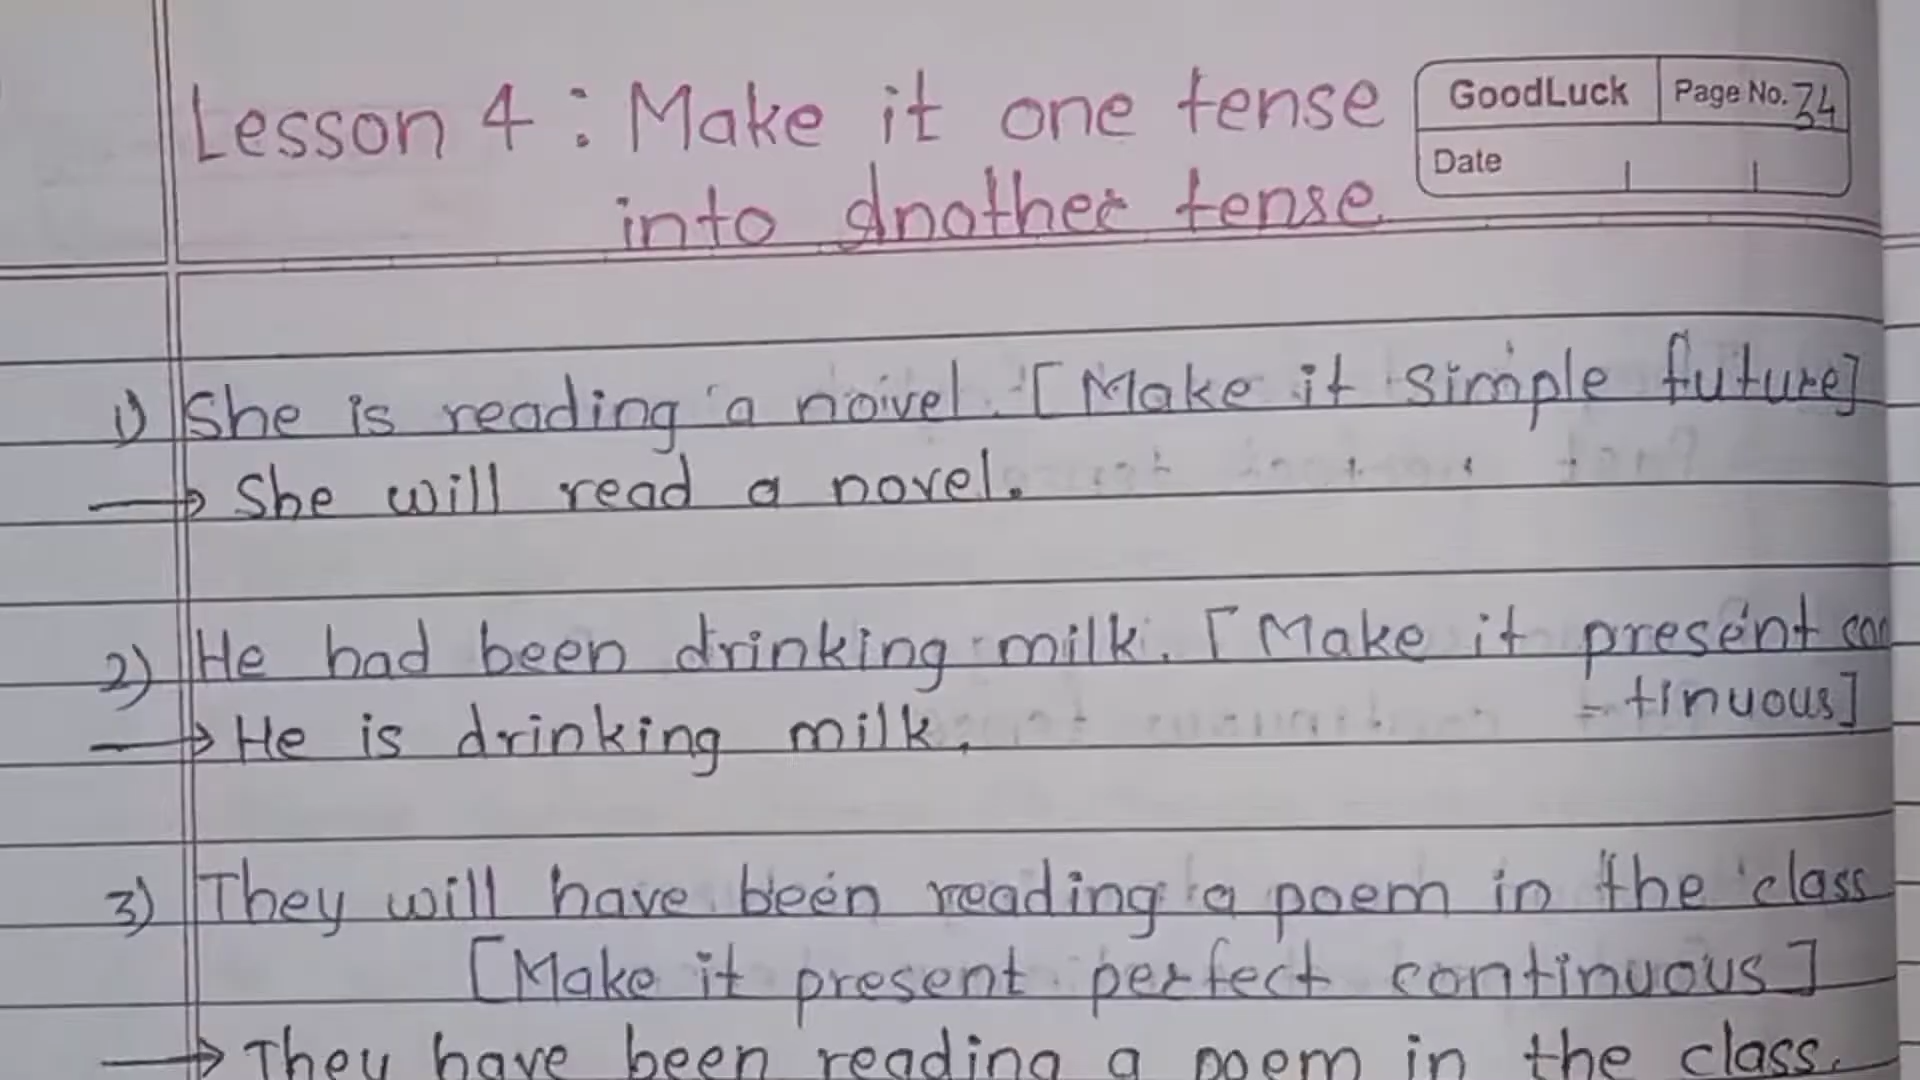 Lesson 4 : Make it one tense
into another tense
GoodLuck
Page No. 34
Date
1) She is reading a novel. [Make it simple future]
→ She will read a novel.
2) He had been drinking milk. [Make it present con
- tinuous]
→ He is drinking milk.
3) They will have been reading a poem in the class
[Make it present perfect continuous]
→ They have been reading a poem in the class.